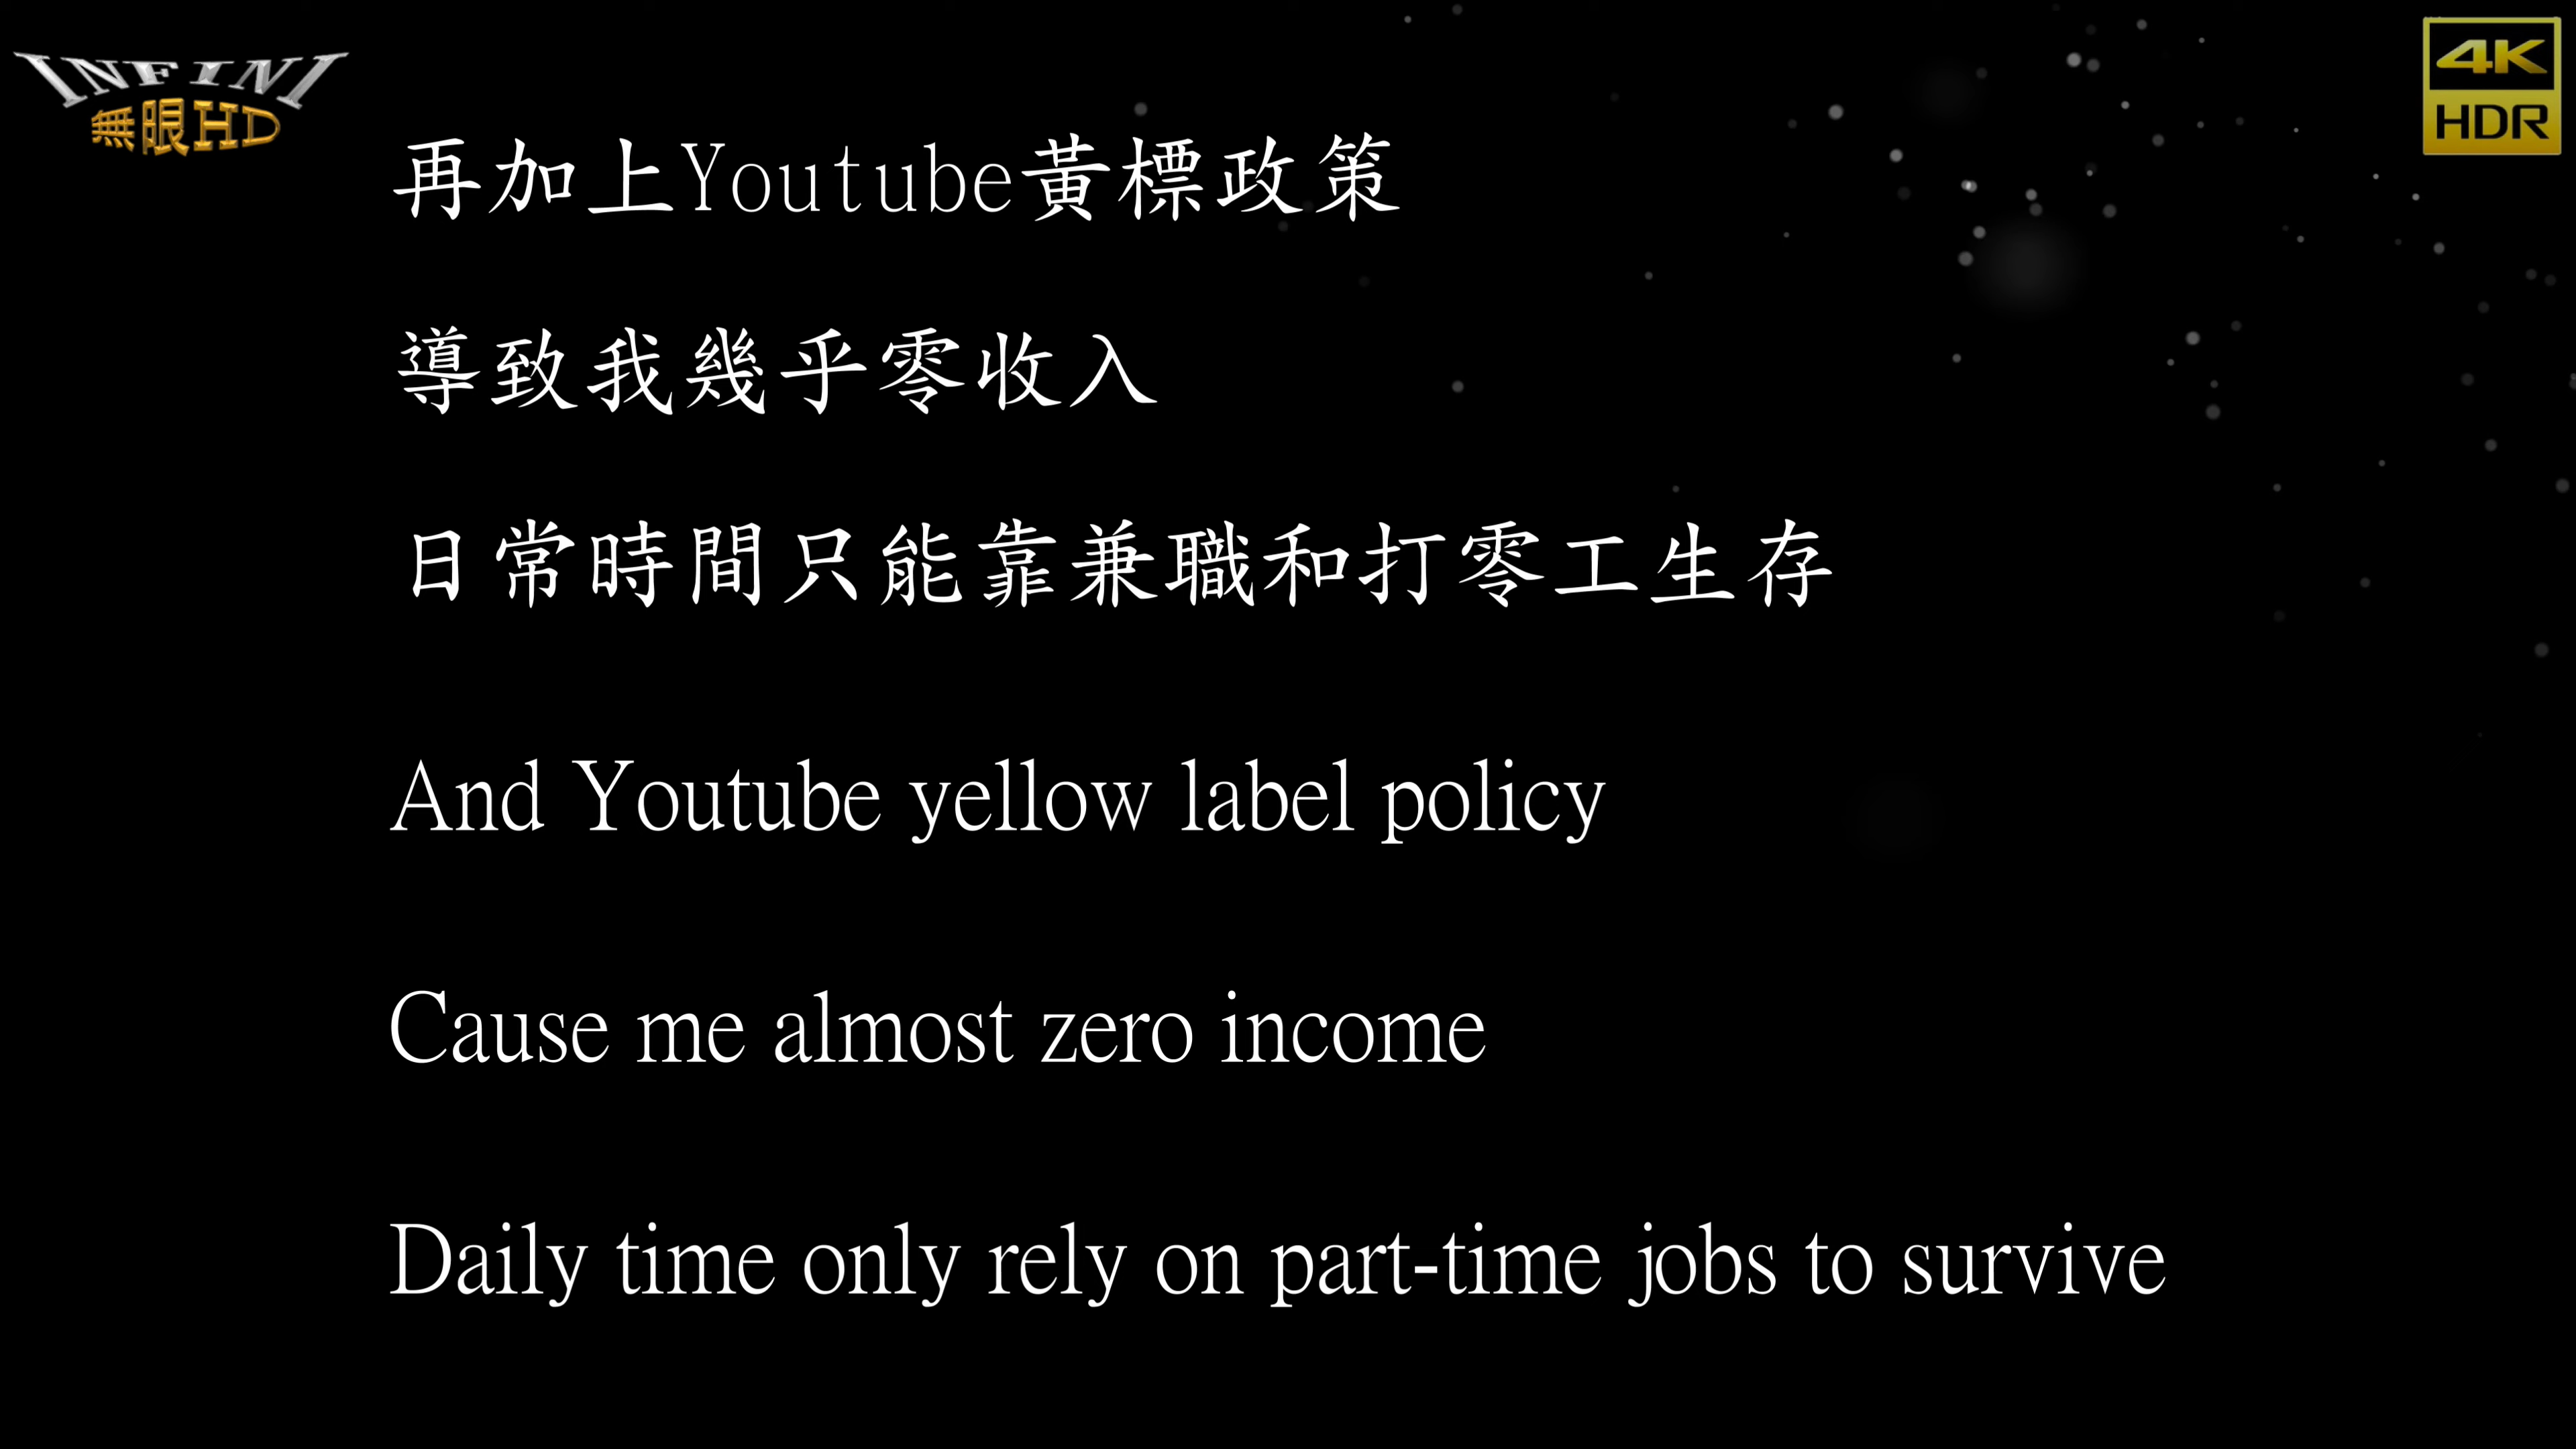 INFINI
無限HD
4K
HDR
再加上Youtube黃標政策
導致我幾乎零收入
日常時間只能靠兼職和打零工生存
And Youtube yellow label policy
Cause me almost zero income
Daily time only rely on part-time jobs to survive